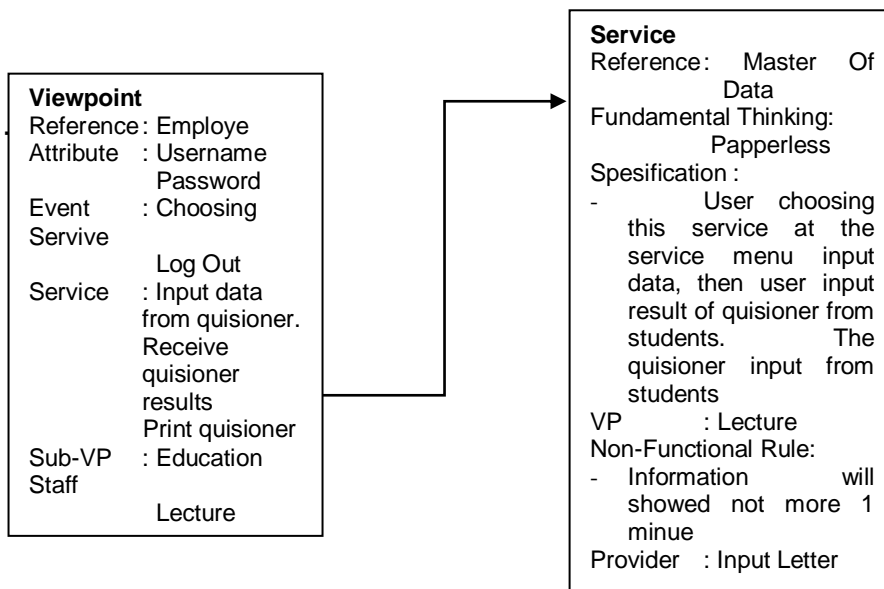 Viewpoint
Reference : Employe
Attribute : Username
Password
Event : Choosing
Servive
Log Out
Service : Input data
from quisioner.
Receive
quisioner
results
Print quisioner
Sub-VP : Education
Staff
Lecture
Service
Reference : Master Of
Data
Fundamental Thinking:
Papperless
Spesification :
- User choosing
this service at the
service menu input
data, then user input
result of quisioner from
students. The
quisioner input from
students
VP : Lecture
Non-Functional Rule:
- Information will
showed not more 1
minue
Provider : Input Letter